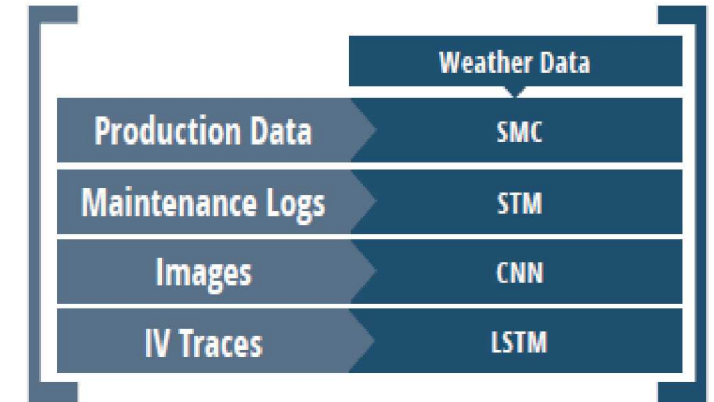 Weather Data
Production Data SMC
Maintenance Logs STM
Images CNN
IV Traces LSTM